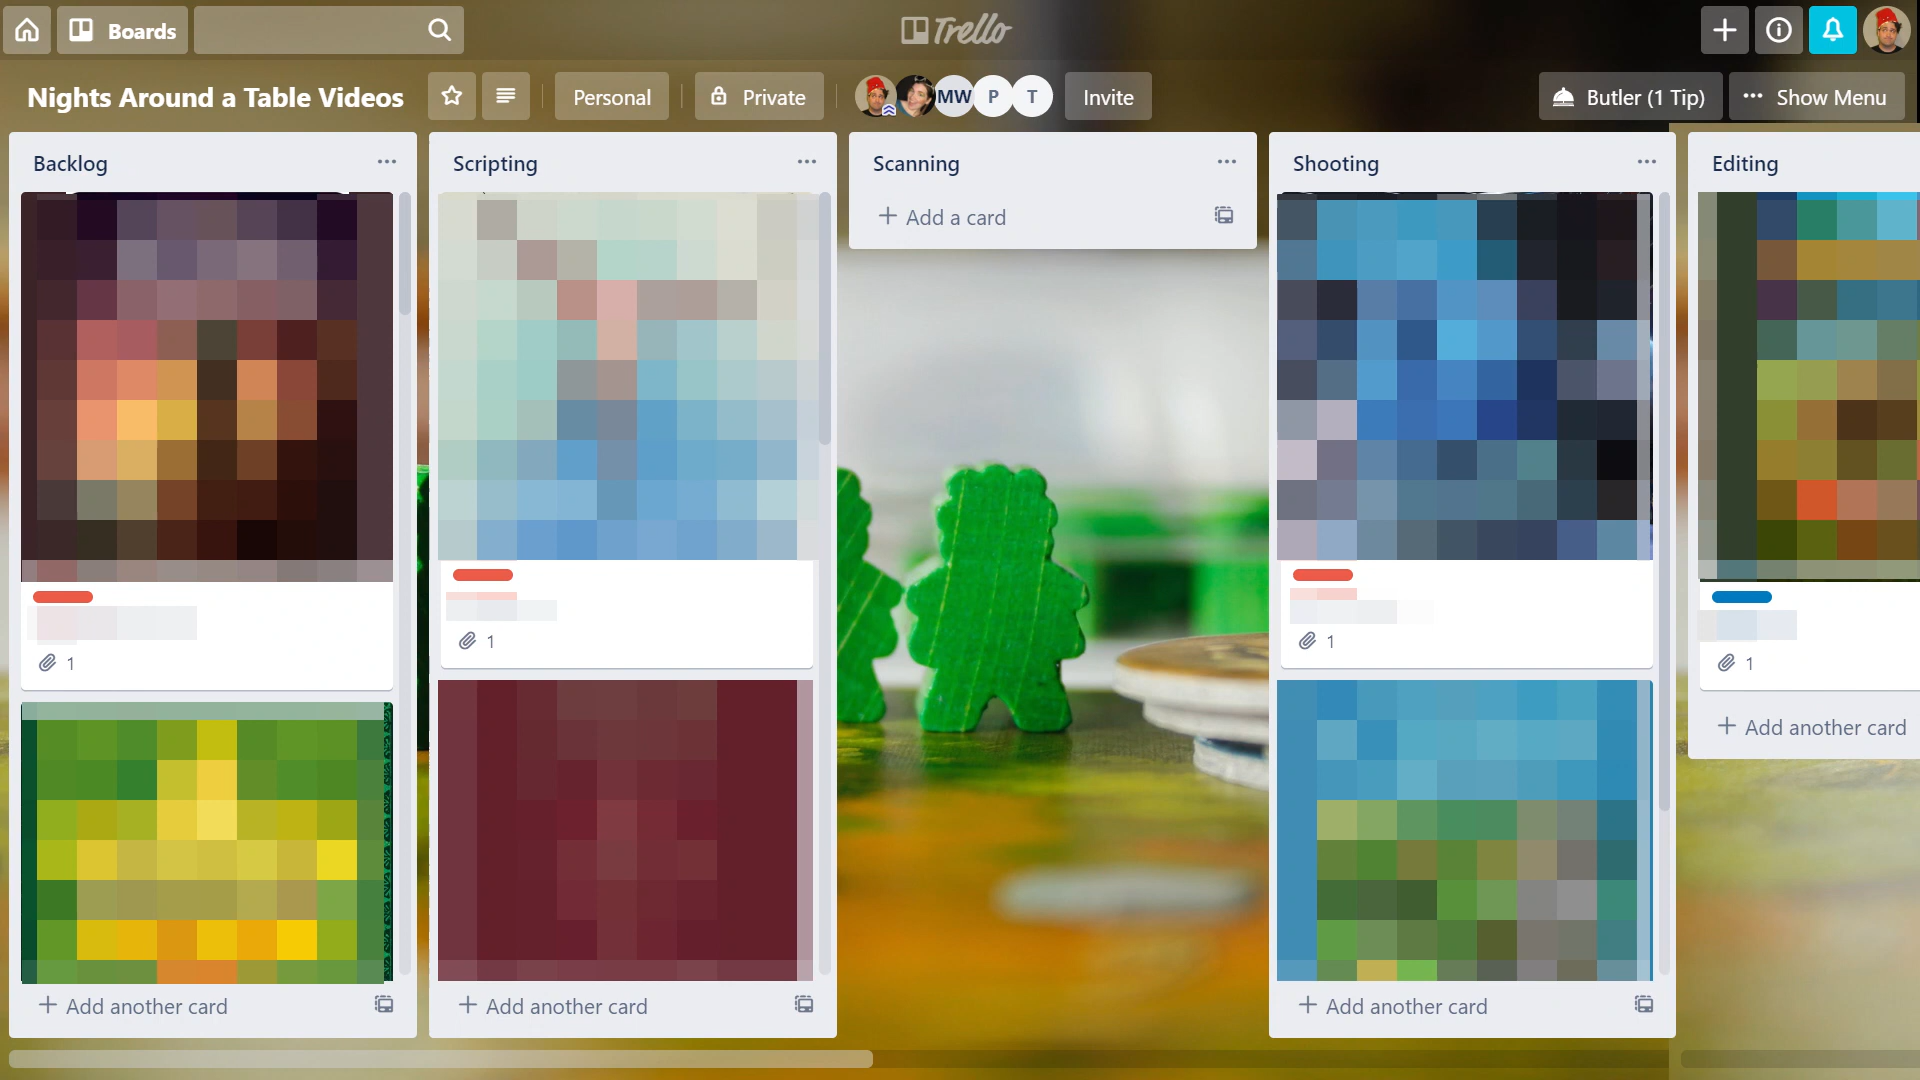 Boards
Trello
Nights Around a Table Videos
Personal
Private
MW
P
T
Invite
Butler (1 Tip)
Show Menu
Backlog
1
Add another card
Scripting
1
Add another card
Scanning
Add a card
Shooting
1
Add another card
Editing
1
Add another card